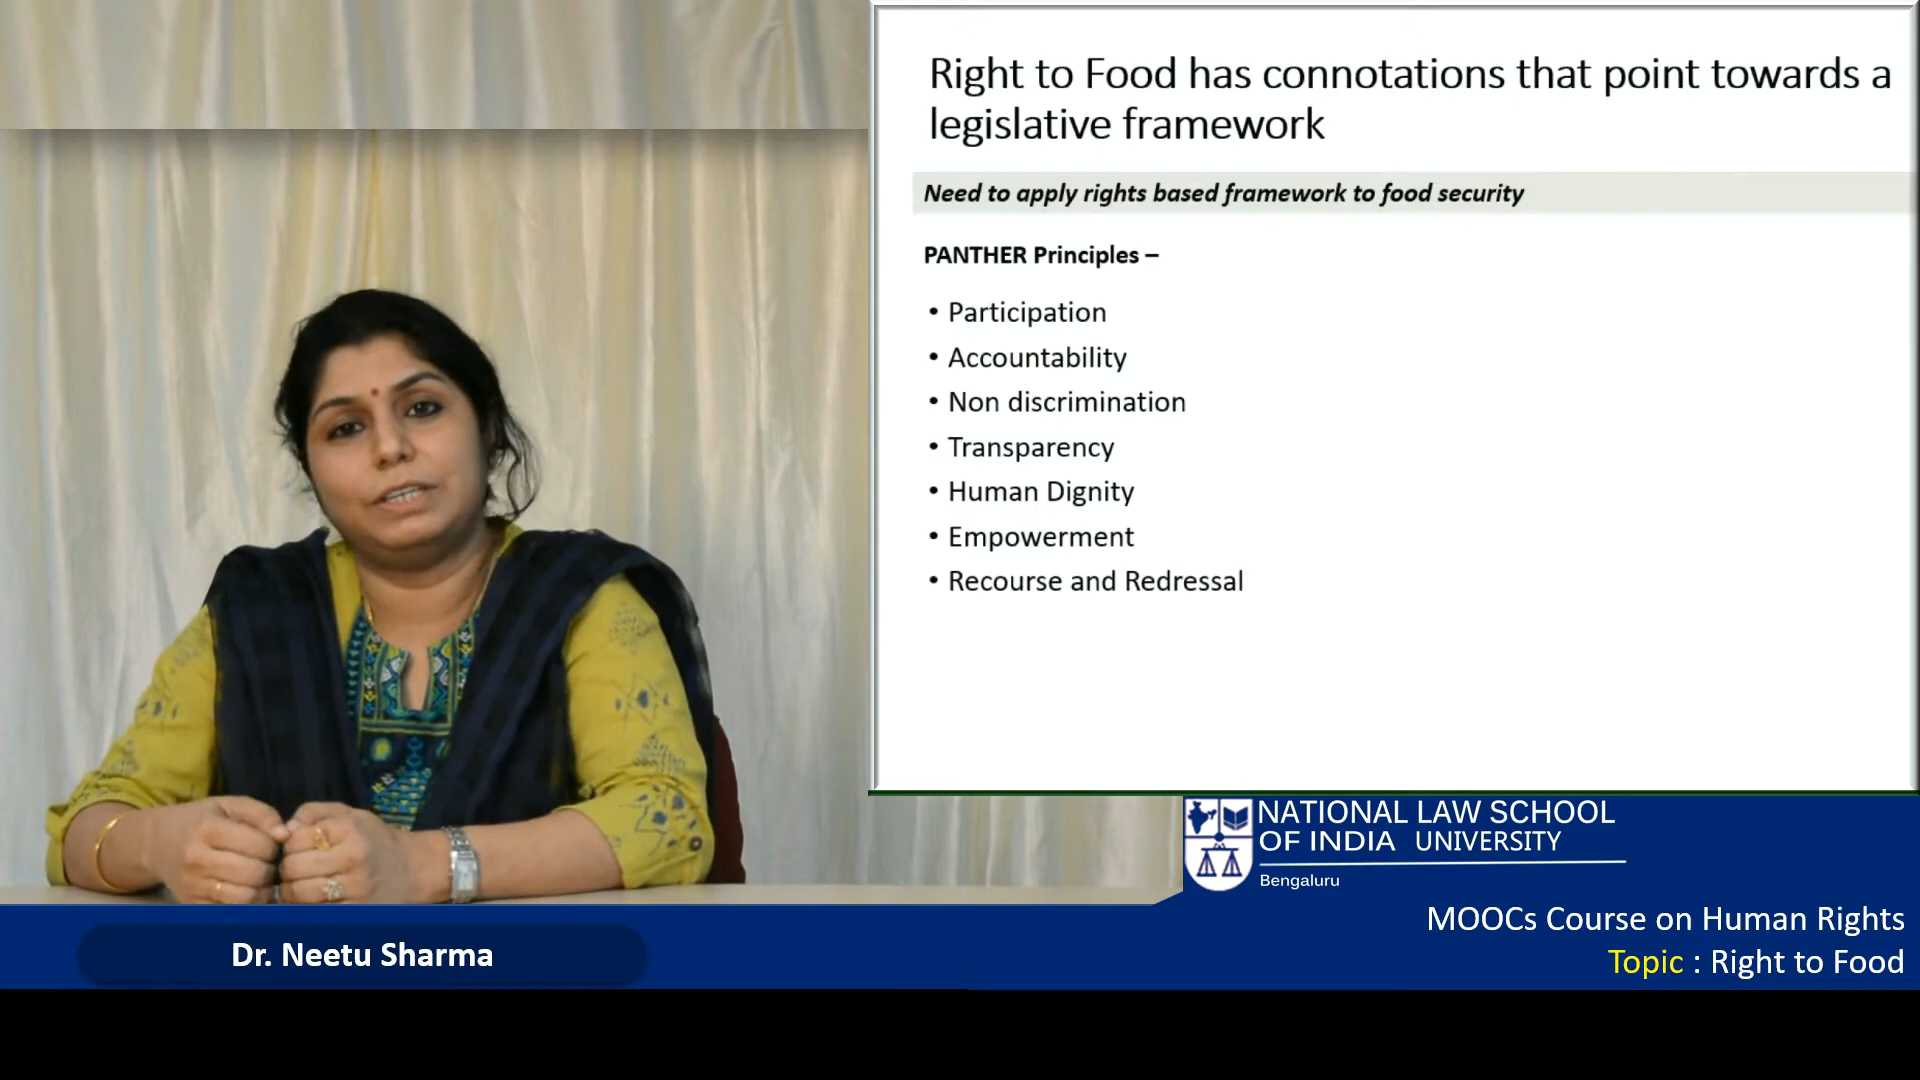 Right to Food has connotations that point towards a
legislative framework
Need to apply rights based framework to food security
PANTHER Principles –
• Participation
• Accountability
• Non discrimination
• Transparency
• Human Dignity
• Empowerment
• Recourse and Redressal
NATIONAL LAW SCHOOL
OF INDIA UNIVERSITY
Bengaluru
MOOCs Course on Human Rights
Topic : Right to Food
Dr. Neetu Sharma